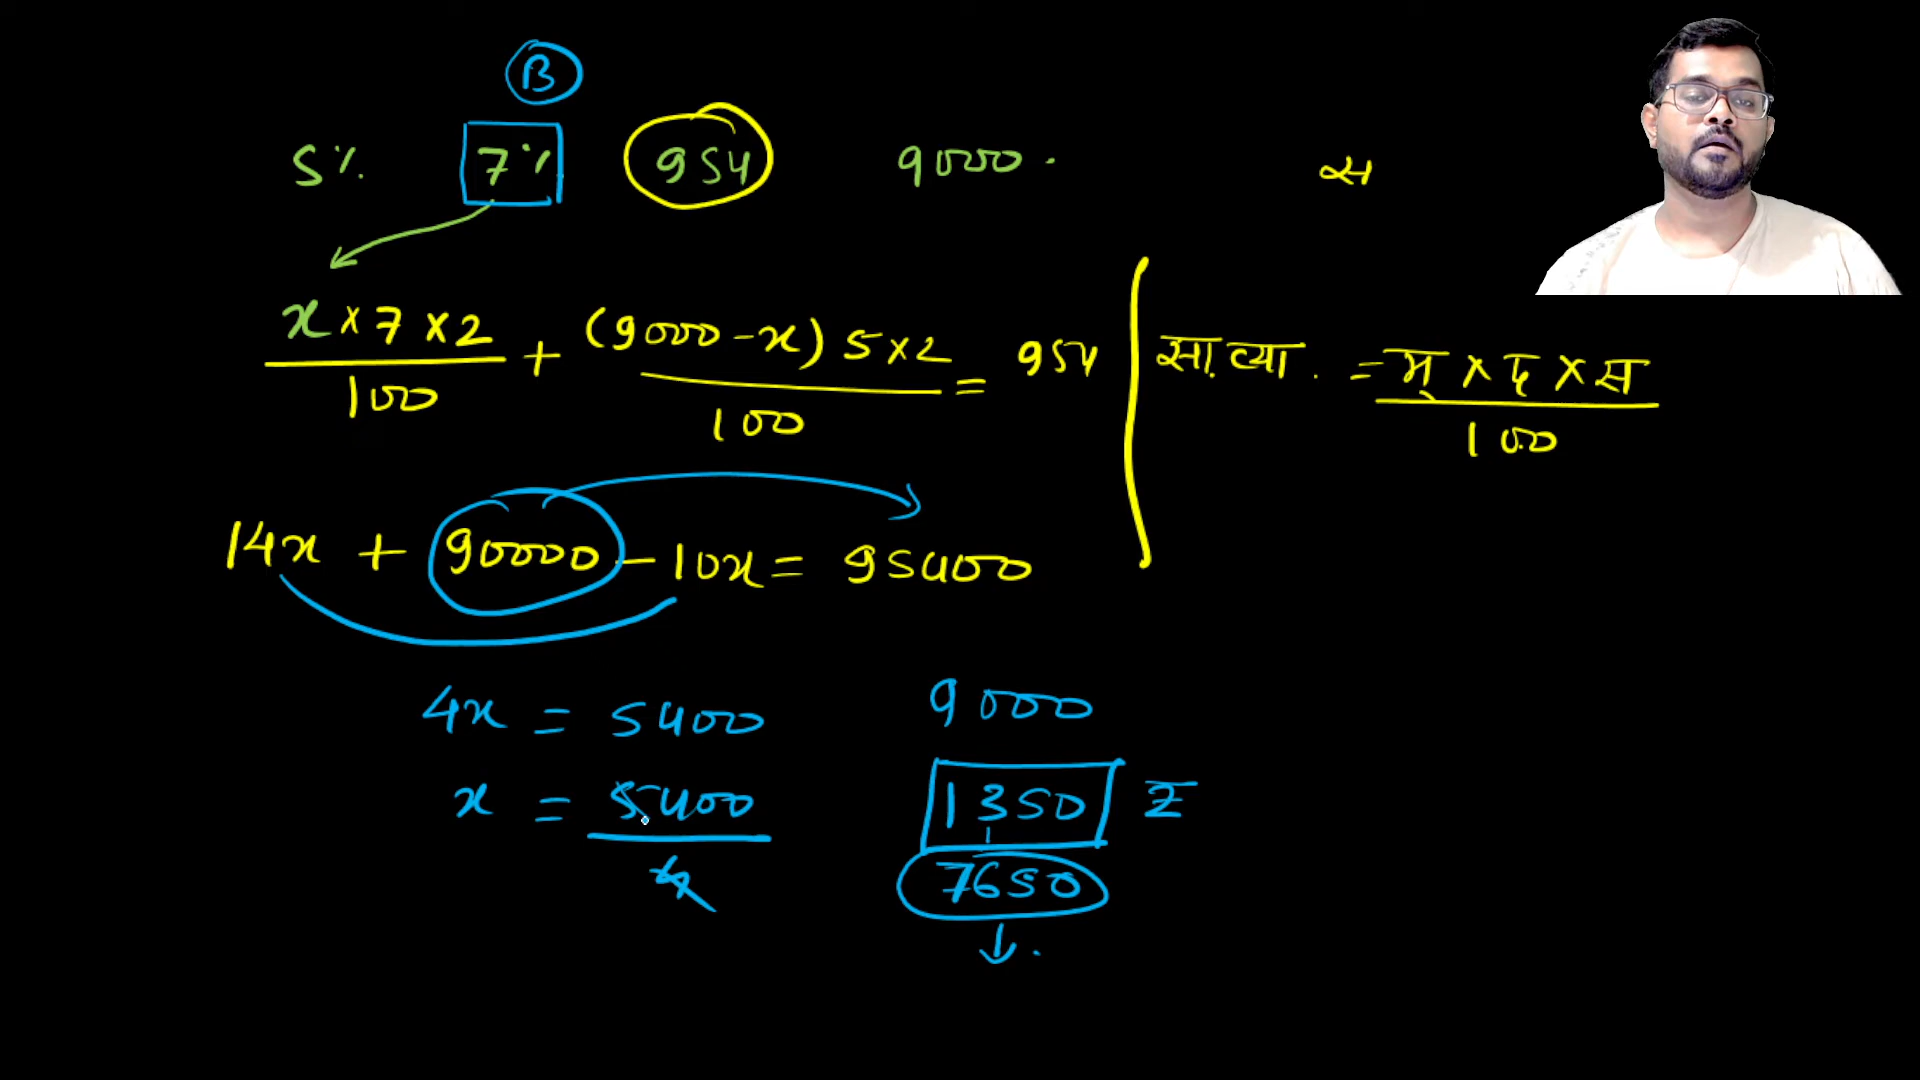 B
5% 7% 954 9000.
x × 7 × 2 / 100 + (9000 - x) 5 × 2 / 100 = 954
सा. व्या. = मू × द × स / 100
14x + 90000 - 10x = 95400
4x = 5400
x = 5400 / 4
9000
1350
7650